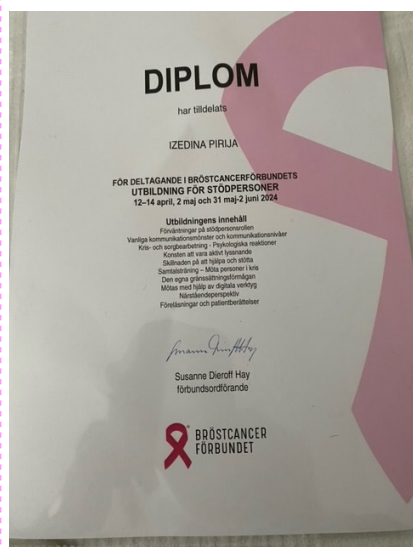 DIPLOM
har tilldelats
IZEDINA PIRIJA
FÖR DELTAGANDE I BRÖSTCANCERFÖRBUNDETS
UTBILDNING FÖR STÖDPERSONER
12–14 april, 2 maj och 31 maj-2 juni 2024
Utbildningens innehåll
Förväntningar på stödpersonsrollen
Vanliga kommunikationsmönster och kommunikationsnivåer
Kris- och sorgbearbetning - Psykologiska reaktioner
Konsten att vara aktivt lyssnande
Skillnaden på att hjälpa och stötta
Samtalsträning – Möta personer i kris
Den egna gränssättningsförmågan
Mötas med hjälp av digitala verktyg
Närståendeperspektiv
Föreläsningar och patientberättelser
Susanne Dieroff Hay
förbundsordförande
BRÖSTCANCER
FÖRBUNDET